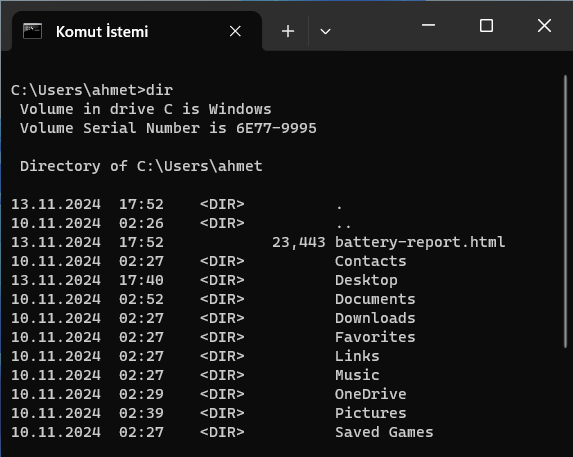 Komut İstemi
C:\Users\ahmet>dir
Volume in drive C is Windows
Volume Serial Number is 6E77-9995
Directory of C:\Users\ahmet
13.11.2024  17:52    <DIR>          .
10.11.2024  02:26    <DIR>          ..
13.11.2024  17:52            23,443 battery-report.html
10.11.2024  02:27    <DIR>          Contacts
13.11.2024  17:40    <DIR>          Desktop
10.11.2024  02:52    <DIR>          Documents
10.11.2024  02:27    <DIR>          Downloads
10.11.2024  02:27    <DIR>          Favorites
10.11.2024  02:27    <DIR>          Links
10.11.2024  02:27    <DIR>          Music
10.11.2024  02:29    <DIR>          OneDrive
10.11.2024  02:39    <DIR>          Pictures
10.11.2024  02:27    <DIR>          Saved Games